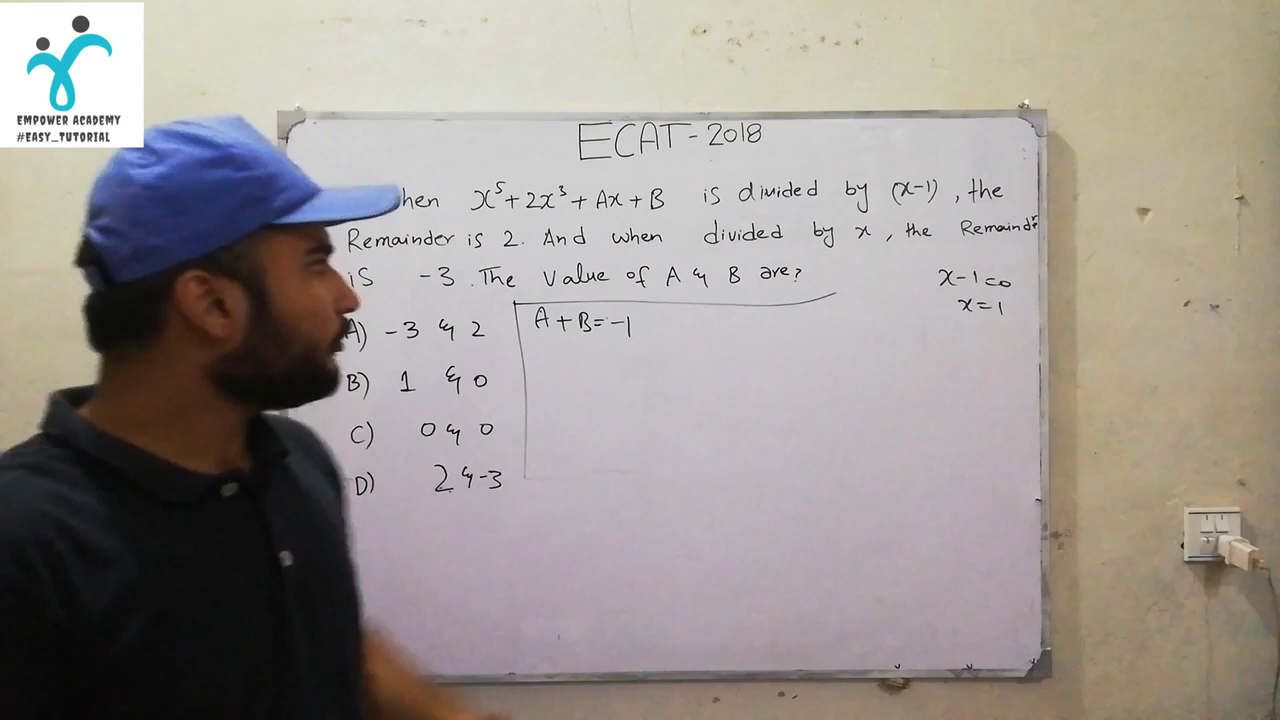 EMPOWER ACADEMY
#EASY_TUTORIAL
ECAT-2018
hen x⁵+2x³+Ax+B is divided by (x-1), the
Remainder is 2. And when divided by x, the Remainder
is -3. The Value of A & B are?
x-1=0
x=1
A) -3 & 2
A+B=-1
B) 1 & 0
C) 0 & 0
D) 2 & -3